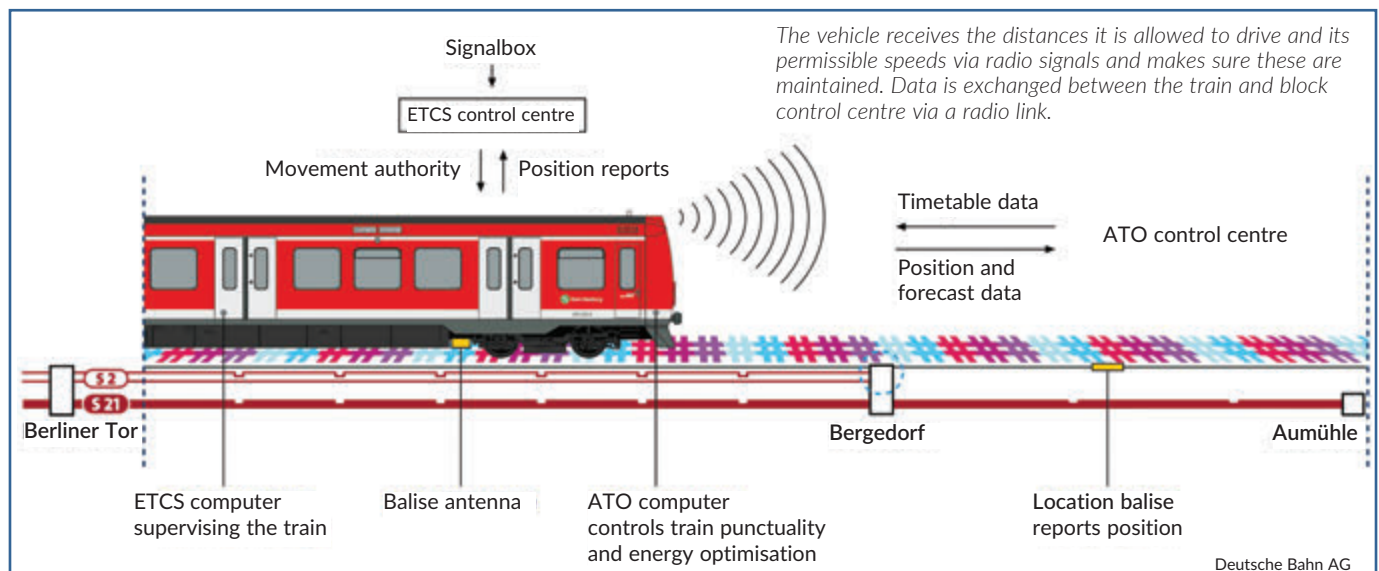 Signalbox
The vehicle receives the distances it is allowed to drive and its
permissible speeds via radio signals and makes sure these are
maintained. Data is exchanged between the train and block
control centre via a radio link.
ETCS control centre
Movement authority
Position reports
Timetable data
ATO control centre
Position and
forecast data
S 2
S 21
Berliner Tor
Bergedorf
Aumühle
ETCS computer
supervising the train
Balise antenna
ATO computer
controls train punctuality
and energy optimisation
Location balise
reports position
Deutsche Bahn AG